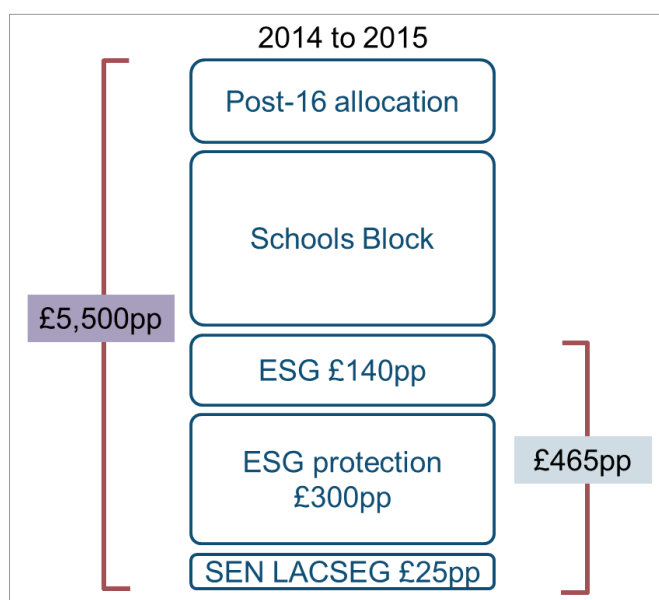 2014 to 2015
Post-16 allocation
Schools Block
£5,500pp
ESG £140pp
ESG protection
£300pp
£465pp
SEN LACSEG £25pp